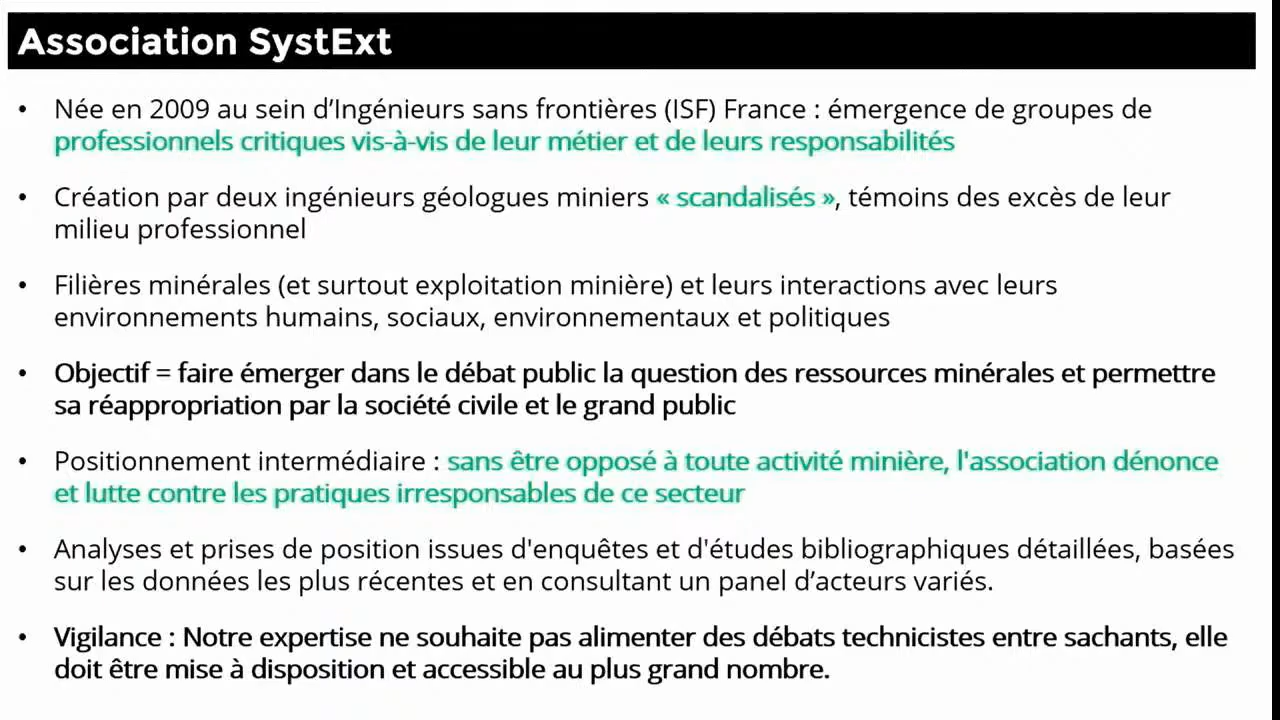 Association SystExt
• Née en 2009 au sein d’Ingénieurs sans frontières (ISF) France : émergence de groupes de
professionnels critiques vis-à-vis de leur métier et de leurs responsabilités
• Création par deux ingénieurs géologues miniers « scandalisés », témoins des excès de leur
milieu professionnel
• Filières minérales (et surtout exploitation minière) et leurs interactions avec leurs
environnements humains, sociaux, environnementaux et politiques
• Objectif = faire émerger dans le débat public la question des ressources minérales et permettre
sa réappropriation par la société civile et le grand public
• Positionnement intermédiaire : sans être opposé à toute activité minière, l'association dénonce
et lutte contre les pratiques irresponsables de ce secteur
• Analyses et prises de position issues d'enquêtes et d'études bibliographiques détaillées, basées
sur les données les plus récentes et en consultant un panel d’acteurs variés.
• Vigilance : Notre expertise ne souhaite pas alimenter des débats technicistes entre sachants, elle
doit être mise à disposition et accessible au plus grand nombre.